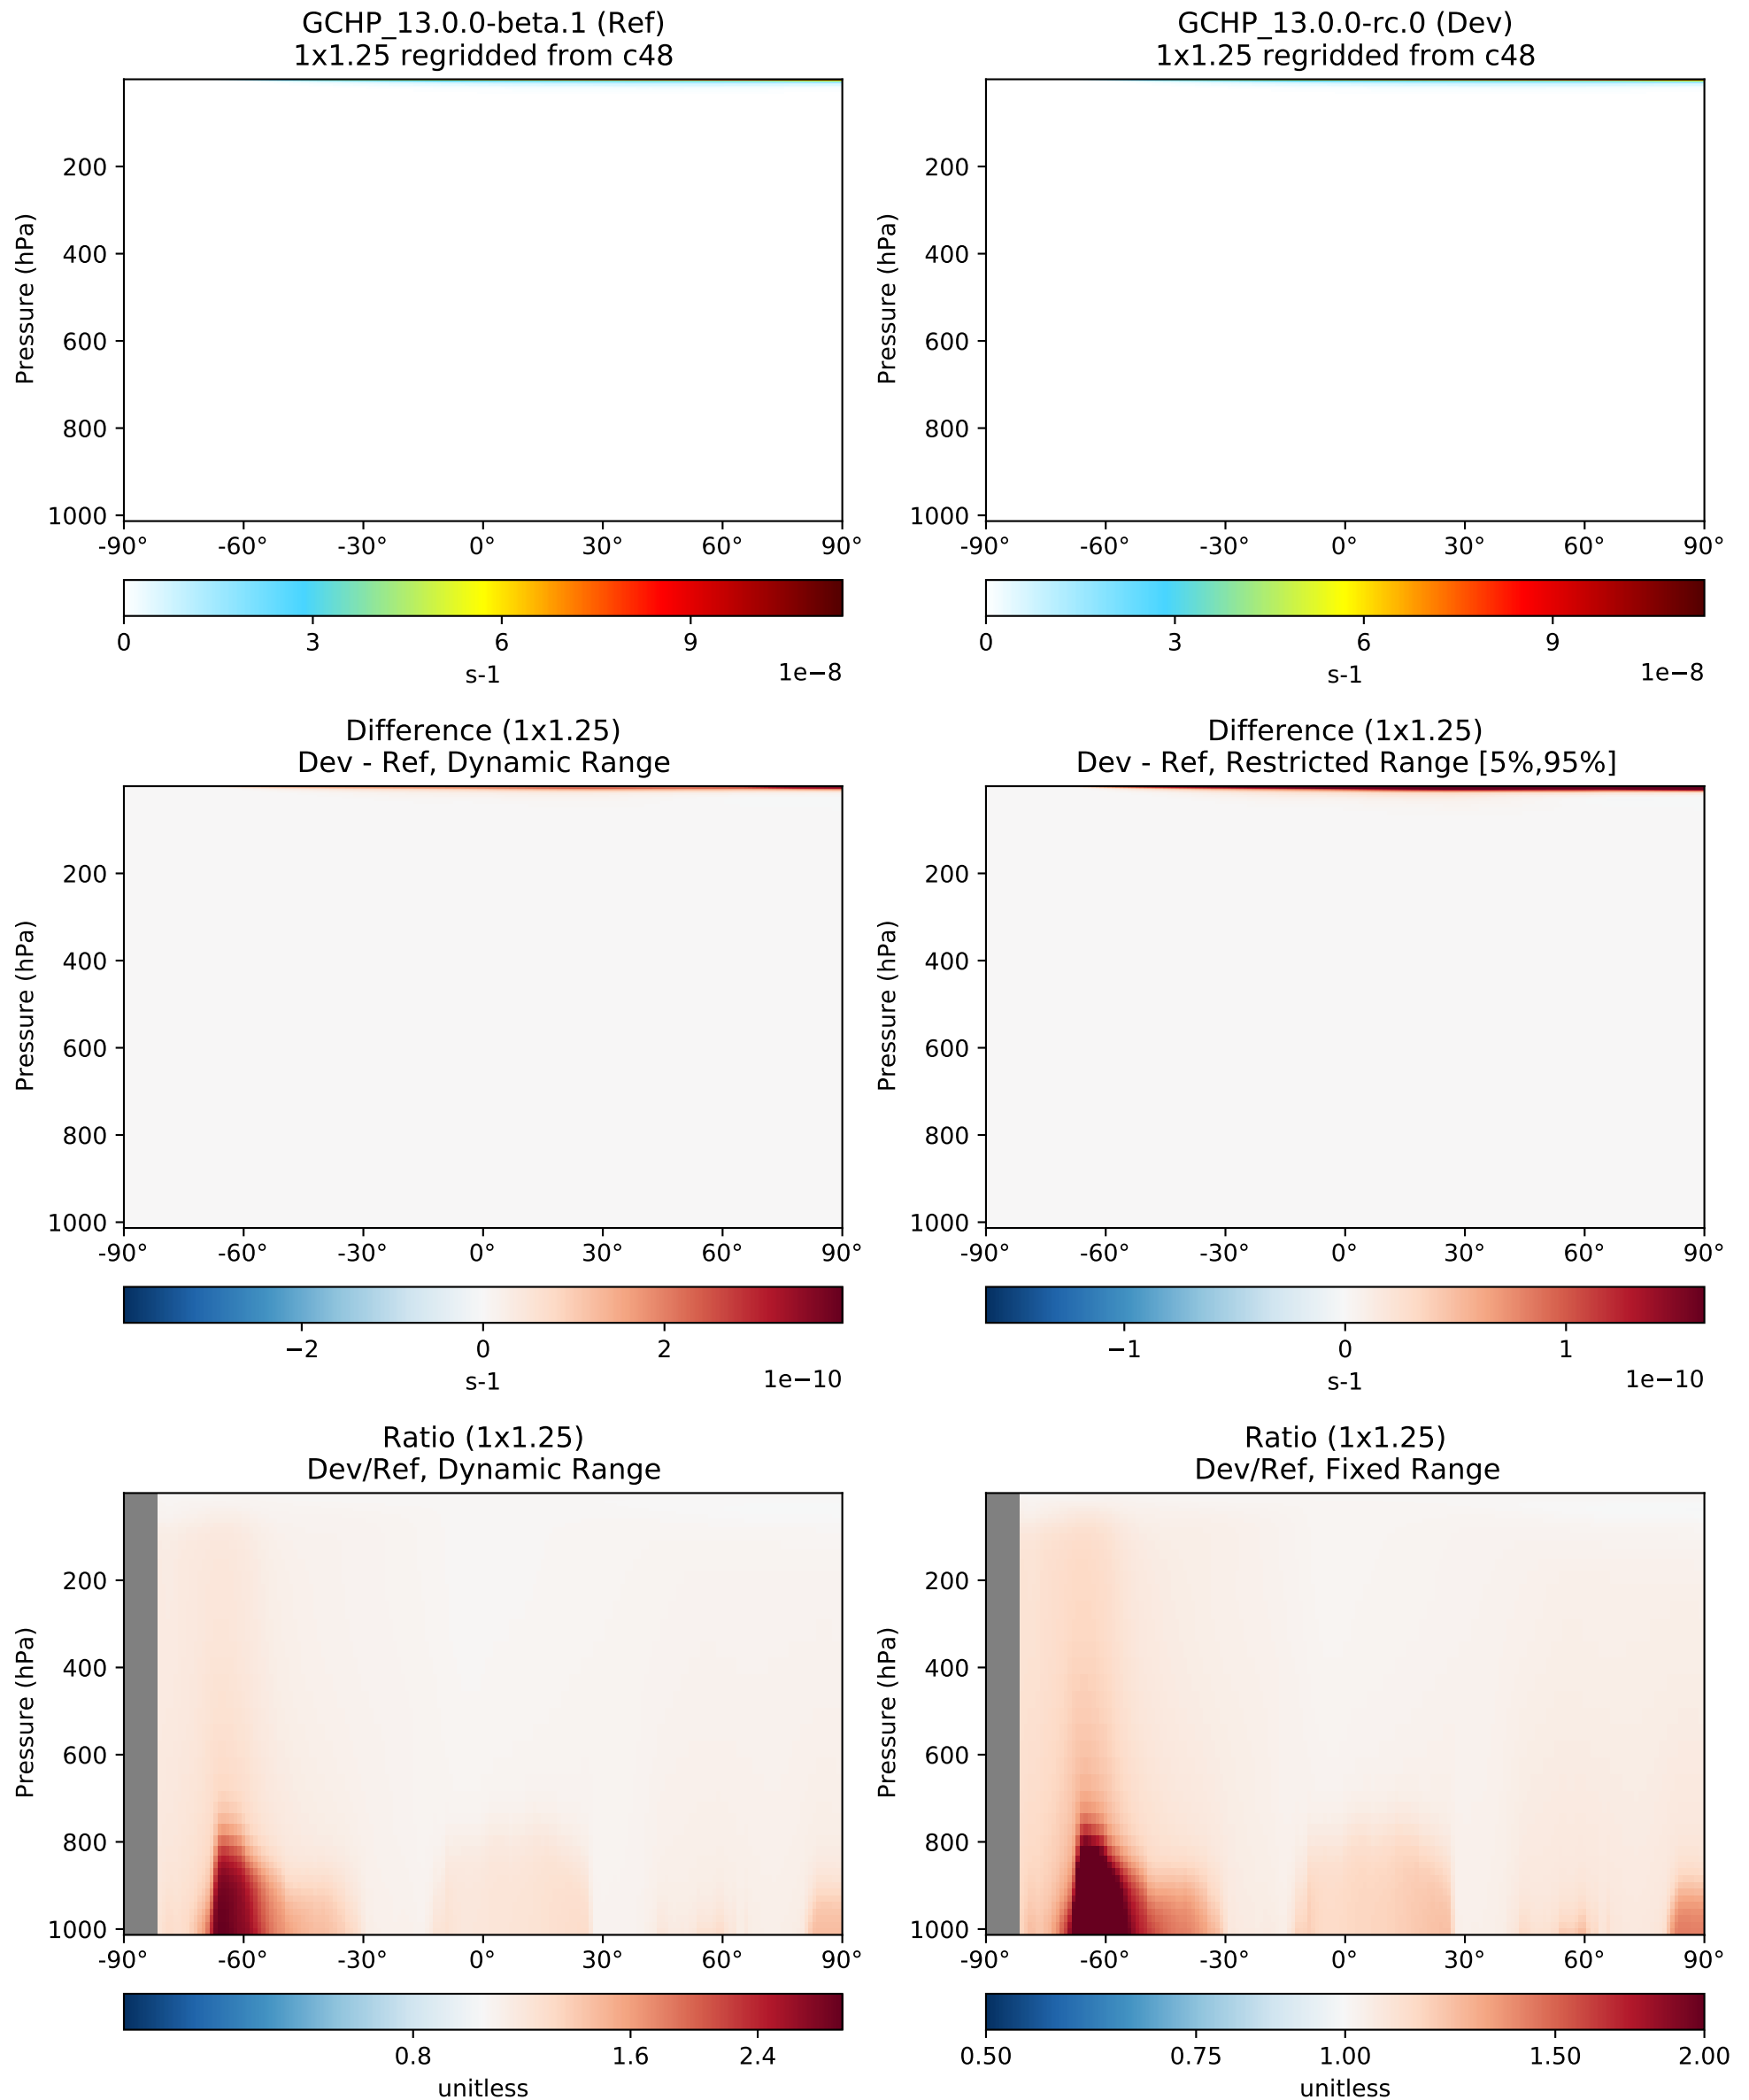 GCHP_13.0.0-beta.1 (Ref)
1x1.25 regridded from c48
GCHP_13.0.0-rc.0 (Dev)
1x1.25 regridded from c48
Pressure (hPa)
200
400
600
800
1000
-90° -60° -30° 0° 30° 60° 90°
0 3 6 9
s-1
1e−8
Pressure (hPa)
200
400
600
800
1000
-90° -60° -30° 0° 30° 60° 90°
0 3 6 9
s-1
1e−8
Difference (1x1.25)
Dev - Ref, Dynamic Range
Difference (1x1.25)
Dev - Ref, Restricted Range [5%,95%]
Pressure (hPa)
200
400
600
800
1000
-90° -60° -30° 0° 30° 60° 90°
−2 0 2
s-1
1e−10
Pressure (hPa)
200
400
600
800
1000
-90° -60° -30° 0° 30° 60° 90°
−1 0 1
s-1
1e−10
Ratio (1x1.25)
Dev/Ref, Dynamic Range
Ratio (1x1.25)
Dev/Ref, Fixed Range
Pressure (hPa)
200
400
600
800
1000
-90° -60° -30° 0° 30° 60° 90°
0.8 1.6 2.4
unitless
Pressure (hPa)
200
400
600
800
1000
-90° -60° -30° 0° 30° 60° 90°
0.50 0.75 1.00 1.50 2.00
unitless